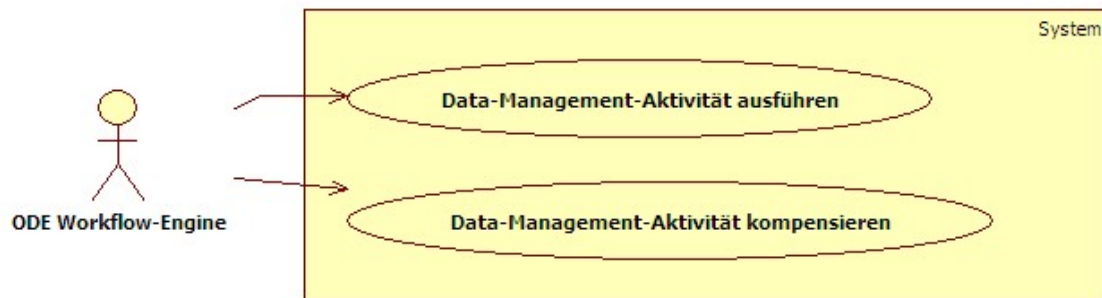 System
Data-Management-Aktivität ausführen
ODE Workflow-Engine
Data-Management-Aktivität kompensieren